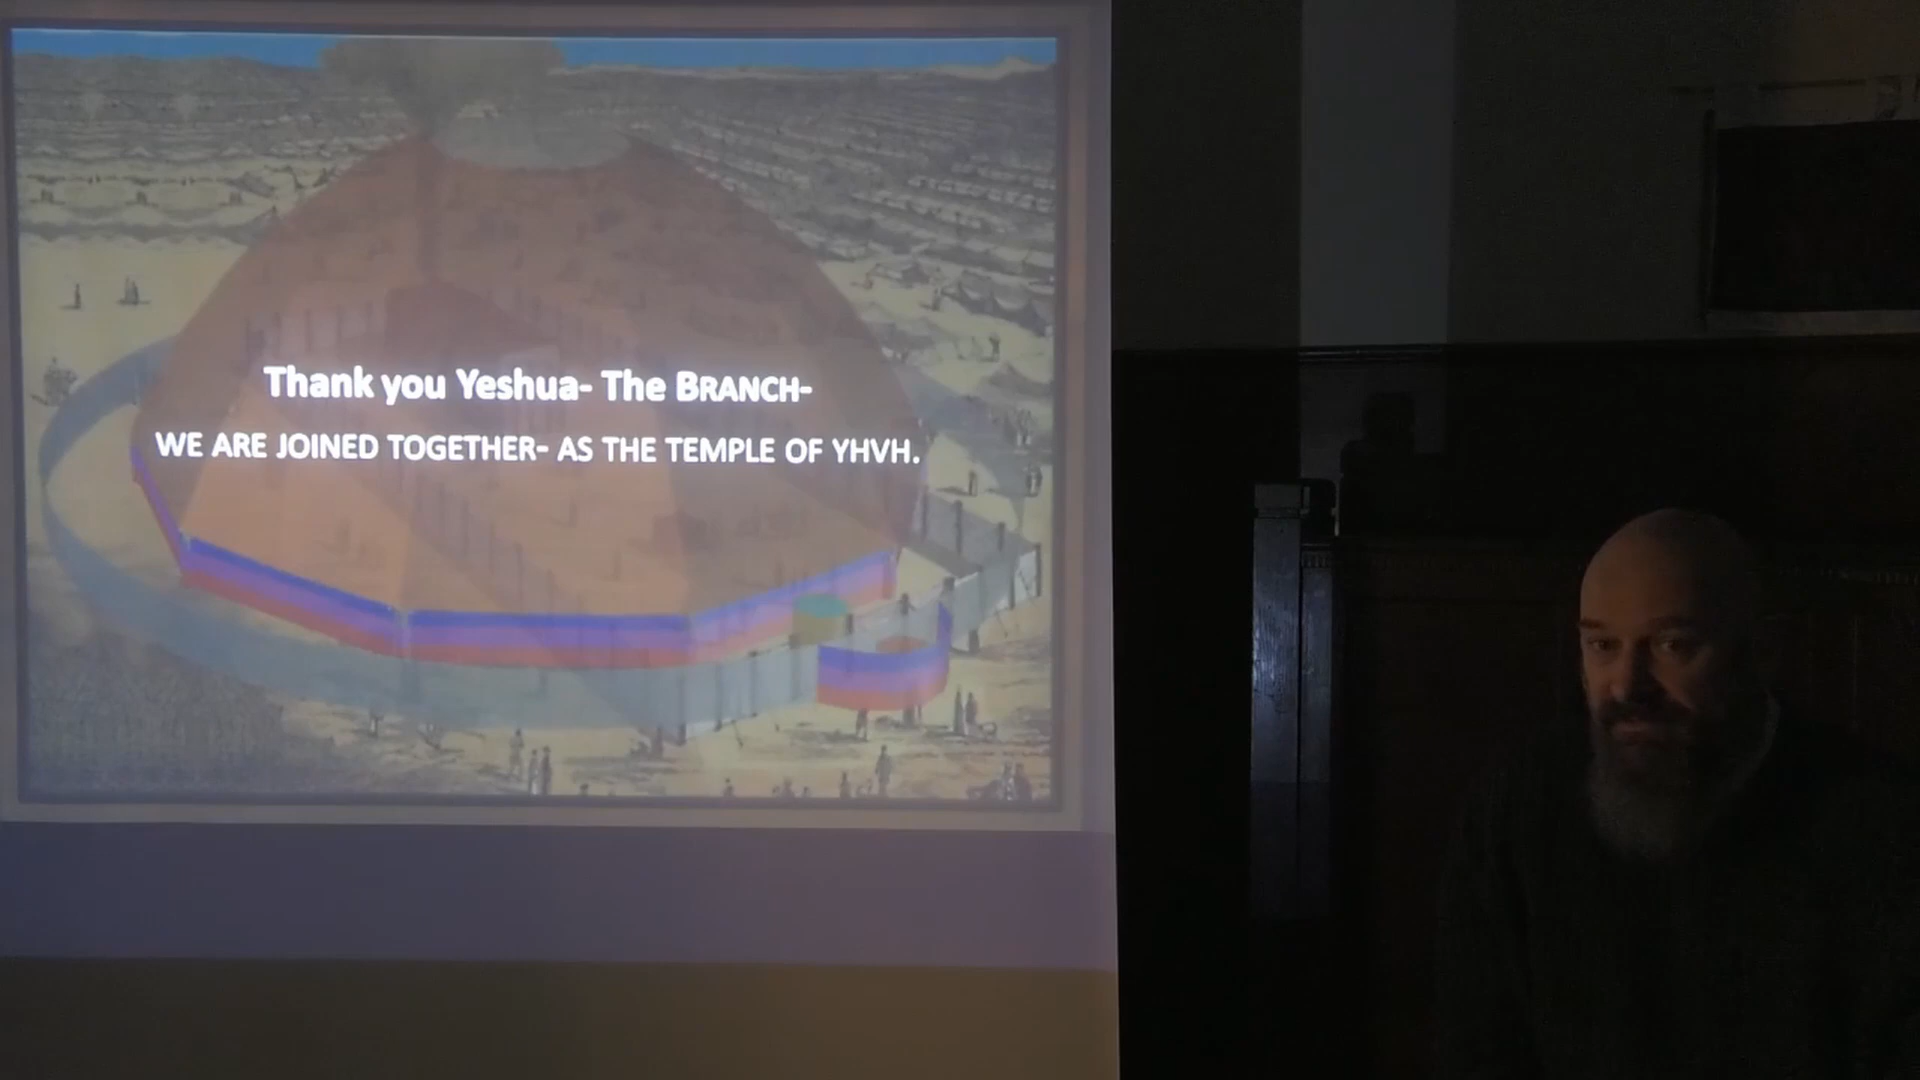 Thank you Yeshua- The BRANCH-
WE ARE JOINED TOGETHER- AS THE TEMPLE OF YHVH.